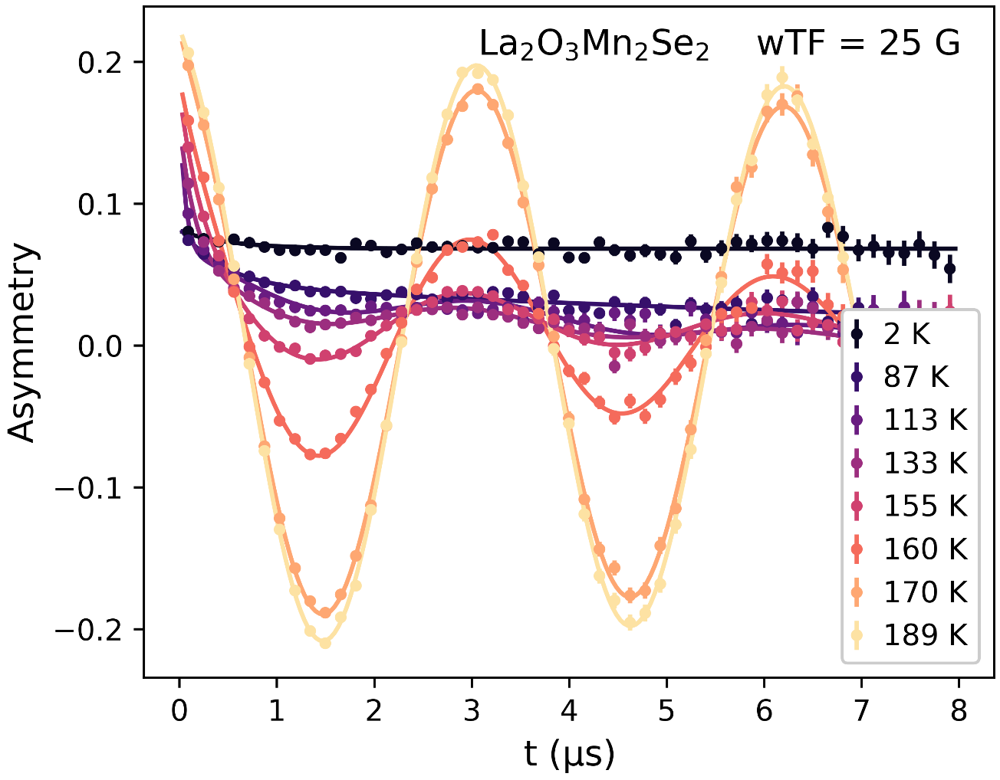 La₂O₃Mn₂Se₂ wTF = 25 G
Asymmetry
0.2
0.1
0.0
−0.1
−0.2
0 1 2 3 4 5 6 7 8
t (µs)
2 K
87 K
113 K
133 K
155 K
160 K
170 K
189 K